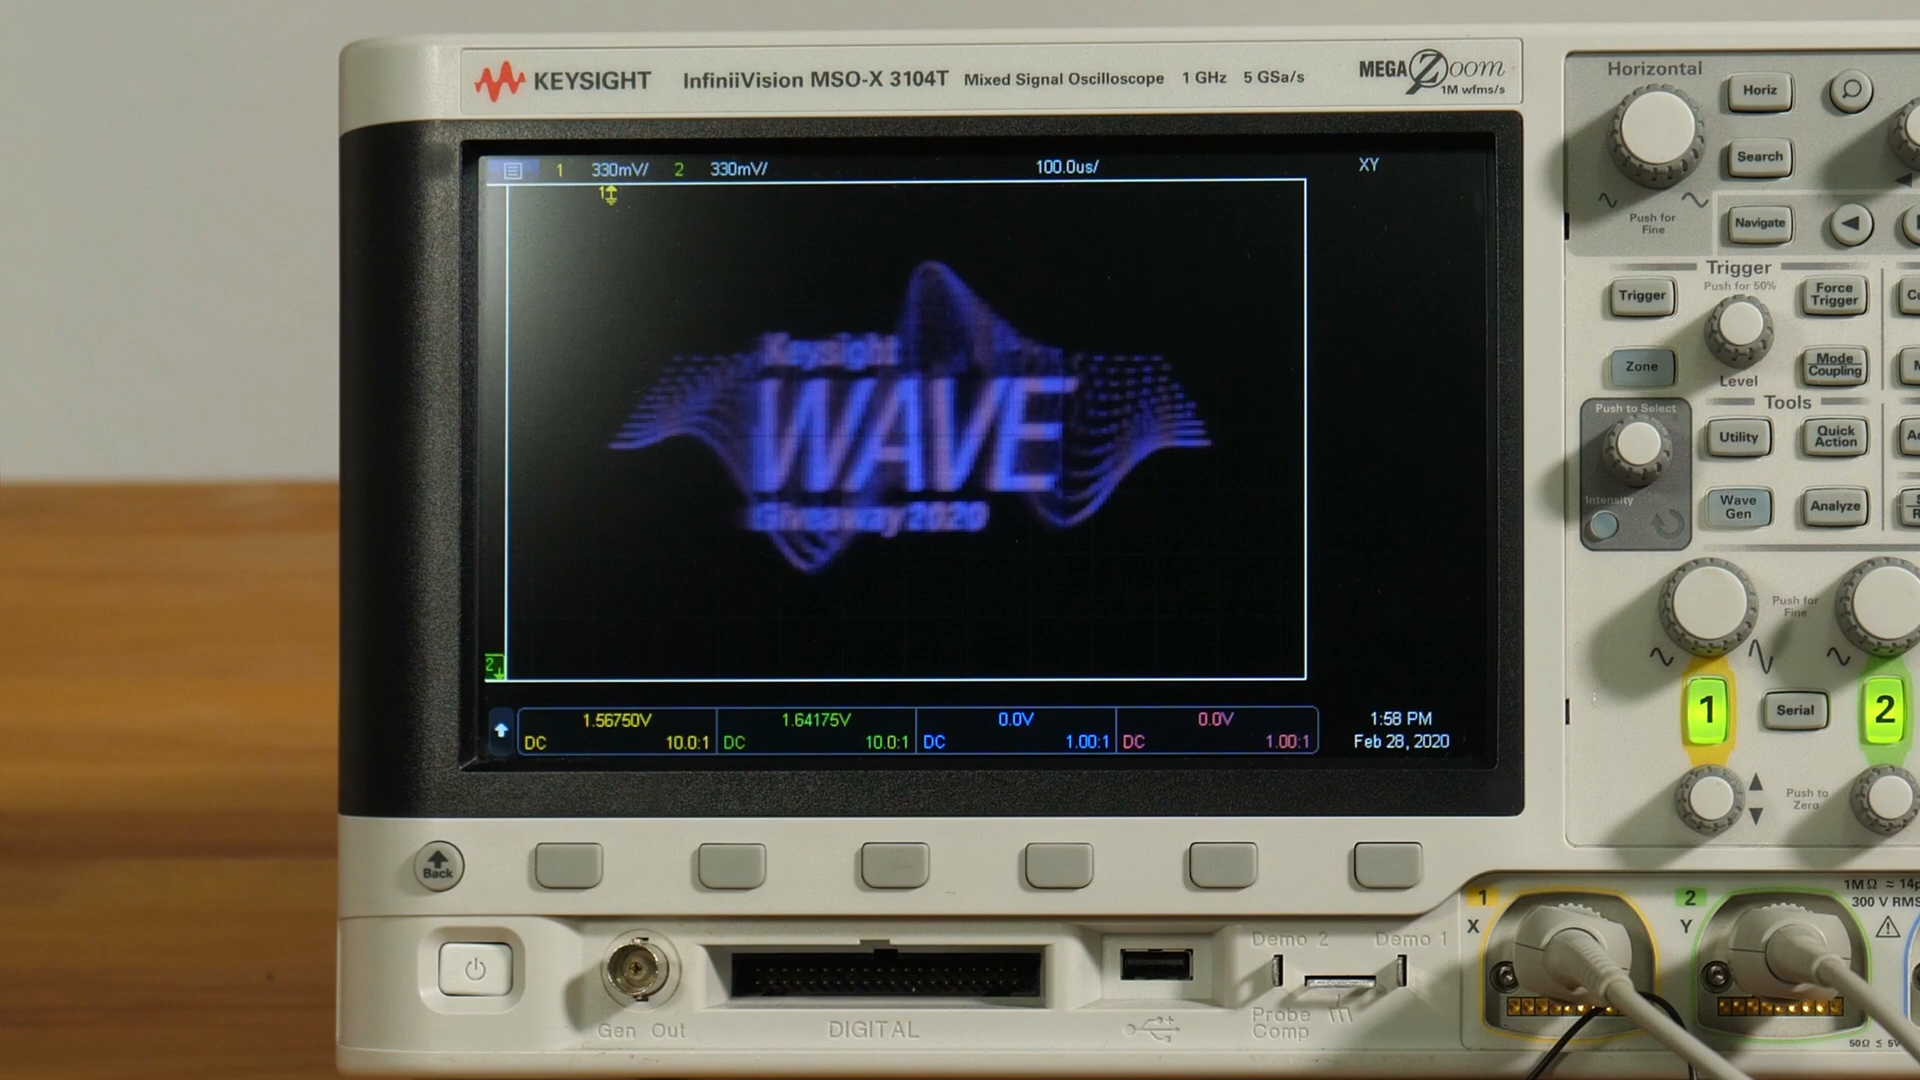 KEYSIGHT InfiniiVision MSO-X 3104T Mixed Signal Oscilloscope 1 GHz 5 GSa/s MEGA Zoom
1M wfms/s
1 330mV/ 2 330mV/ 100.0us/ XY
1
Keysight
WAVE
Giveaway 2020
2
1.56750V 1.64175V 0.0V 0.0V 1:58 PM
DC 10.0:1 DC 10.0:1 DC 1.00:1 DC 1.00:1 Feb 28, 2020
Back
Gen Out
DIGITAL
Demo 2 Demo 1
Probe
Comp
Horizontal
Horiz
Search
Push for
Fine
Navigate
Trigger
Push for 50%
Trigger
Force
Trigger
Zone
Mode
Coupling
Level
Tools
Push to Select
Utility
Quick
Action
Intensity
Wave
Gen
Analyze
Push for
Fine
1
Serial
2
Push to
Zero
1 2
X Y
1MΩ ≈ 14p
300 V RMS
50Ω ≤ 5V